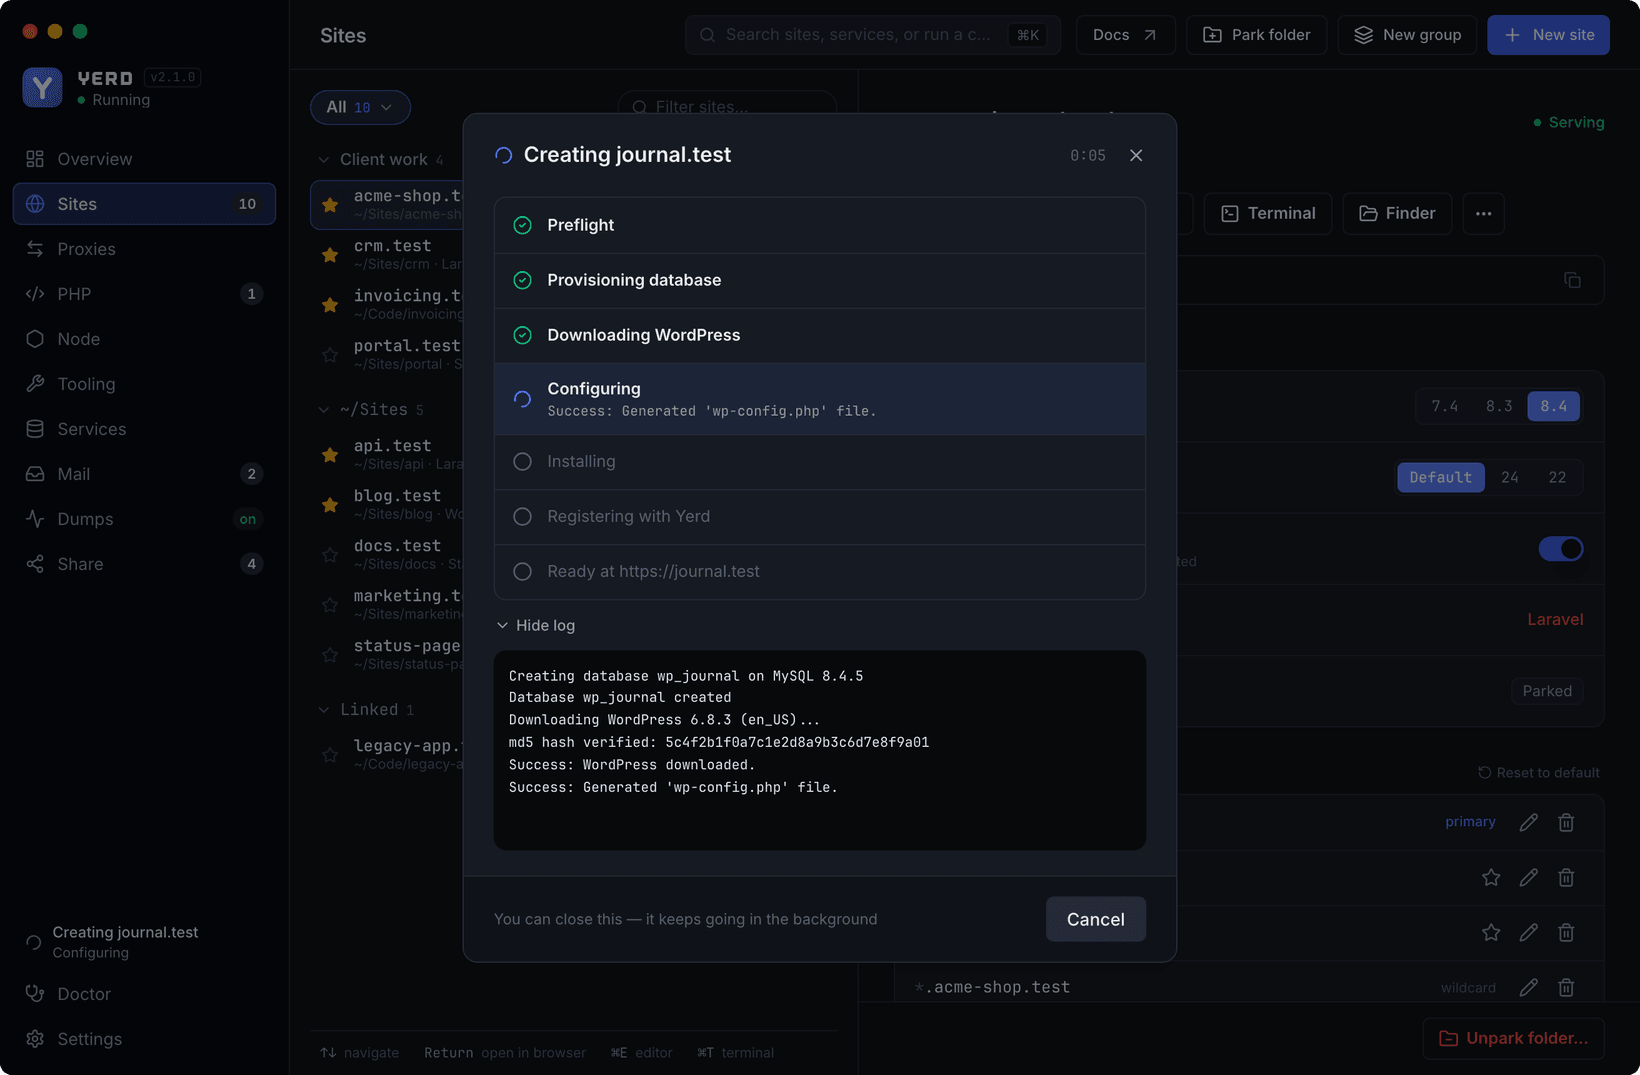 YERD v2.1.0
Running
Overview
Sites 10
Proxies
PHP 1
Node
Tooling
Services
Mail 2
Dumps on
Share 4
Creating journal.test
Configuring
Doctor
Settings
Sites
Search sites, services, or run a c... ⌘K
Docs
Park folder
New group
New site
All 10
Filter sites...
Client work 4
acme-shop.t
~/Sites/acme-sh
crm.test
~/Sites/crm · Lar
invoicing.t
~/Code/invoicing
portal.test
~/Sites/portal · S
~/Sites 5
api.test
~/Sites/api · Lara
blog.test
~/Sites/blog · Wo
docs.test
~/Sites/docs · St
marketing.t
~/Sites/marketing
status-page
~/Sites/status-pa
Linked 1
legacy-app.
~/Code/legacy-a
↑↓ navigate Return open in browser ⌘E editor ⌘T terminal
Creating journal.test 0:05
Preflight
Provisioning database
Downloading WordPress
Configuring
Success: Generated 'wp-config.php' file.
Installing
Registering with Yerd
Ready at https://journal.test
Hide log
Creating database wp_journal on MySQL 8.4.5
Database wp_journal created
Downloading WordPress 6.8.3 (en_US)...
md5 hash verified: 5c4f2b1f0a7c1e2d8a9b3c6d7e8f9a01
Success: WordPress downloaded.
Success: Generated 'wp-config.php' file.
You can close this — it keeps going in the background
Cancel
Serving
Terminal
Finder
7.4 8.3 8.4
Default 24 22
ted
Laravel
Parked
Reset to default
primary
*.acme-shop.test wildcard
Unpark folder...